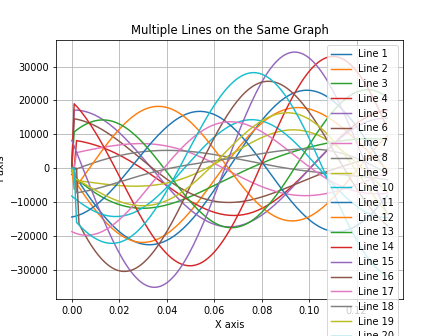 Multiple Lines on the Same Graph
30000
20000
10000
0
−10000
−20000
−30000
0.00
0.02
0.04
0.06
0.08
0.10
X axis
Line 1
Line 2
Line 3
Line 4
Line 5
Line 6
Line 7
Line 8
Line 9
Line 10
Line 11
Line 12
Line 13
Line 14
Line 15
Line 16
Line 17
Line 18
Line 19
Line 20